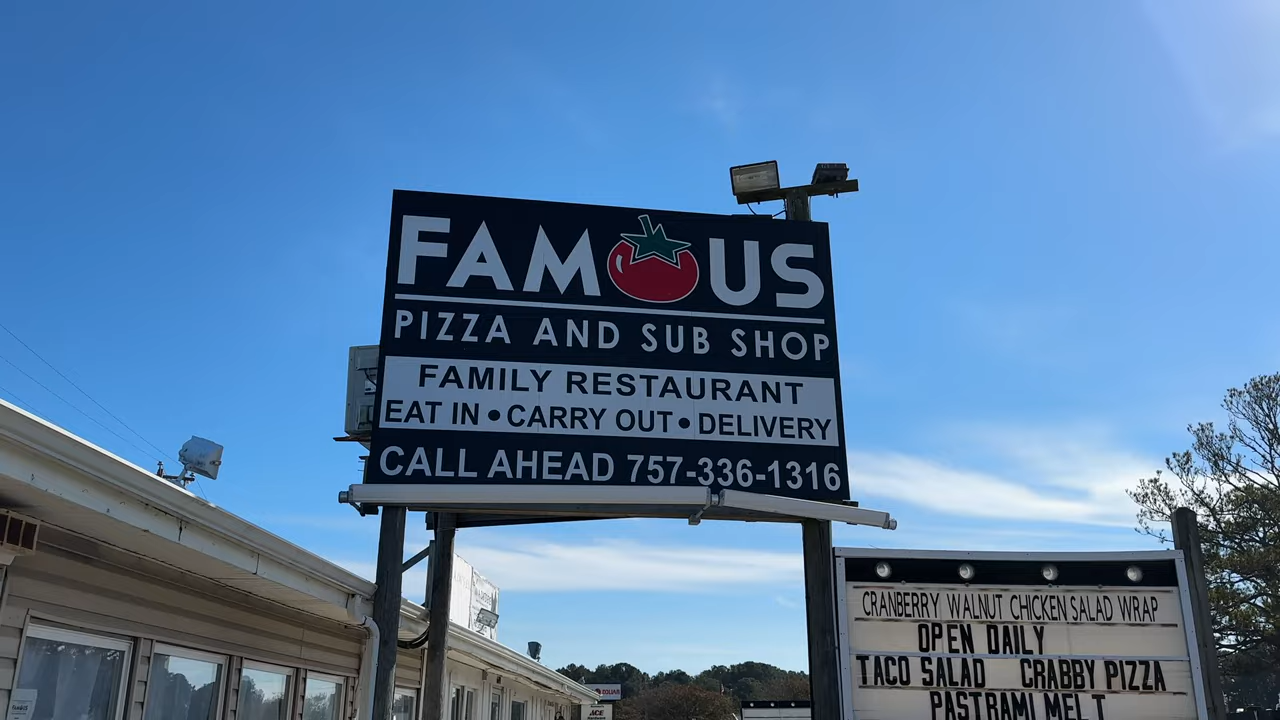 FAMOUS
PIZZA AND SUB SHOP
FAMILY RESTAURANT
EAT IN • CARRY OUT • DELIVERY
CALL AHEAD 757-336-1316
CRANBERRY WALNUT CHICKEN SALAD WRAP
OPEN DAILY
TACO SALAD CRABBY PIZZA
PASTRAMI MELT
ACE